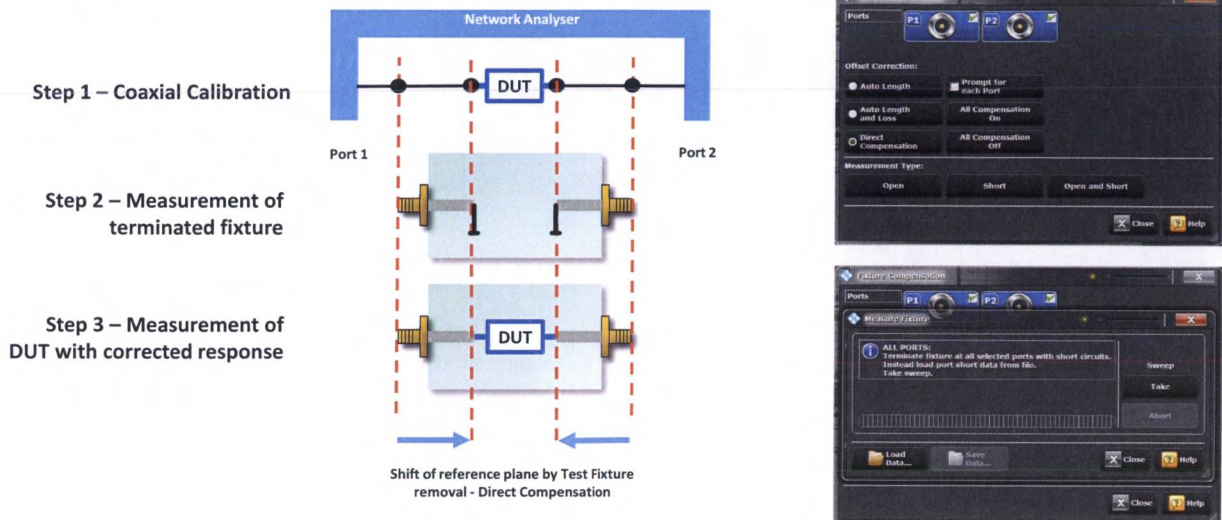 Network Analyser
DUT
Step 1 – Coaxial Calibration
Port 1
Port 2
Step 2 – Measurement of
terminated fixture
Step 3 – Measurement of
DUT with corrected response
DUT
Shift of reference plane by Test Fixture
removal - Direct Compensation
Ports
P1
P2
Offset Correction:
Auto Length
Prompt for
each Port
Auto Length
and Loss
All Compensation
On
Direct
Compensation
All Compensation
Off
Measurement Type:
Open
Short
Open and Short
Close
Help
Fixture Compensation
Ports
P1
P2
Measure Fixture
ALL PORTS:
Terminate fixture at all selected ports with short circuits.
Instead load port short data from file.
Take sweep.
Sweep
Take
Abort
Load
Data...
Save
Data...
Close
Help
Close
Help